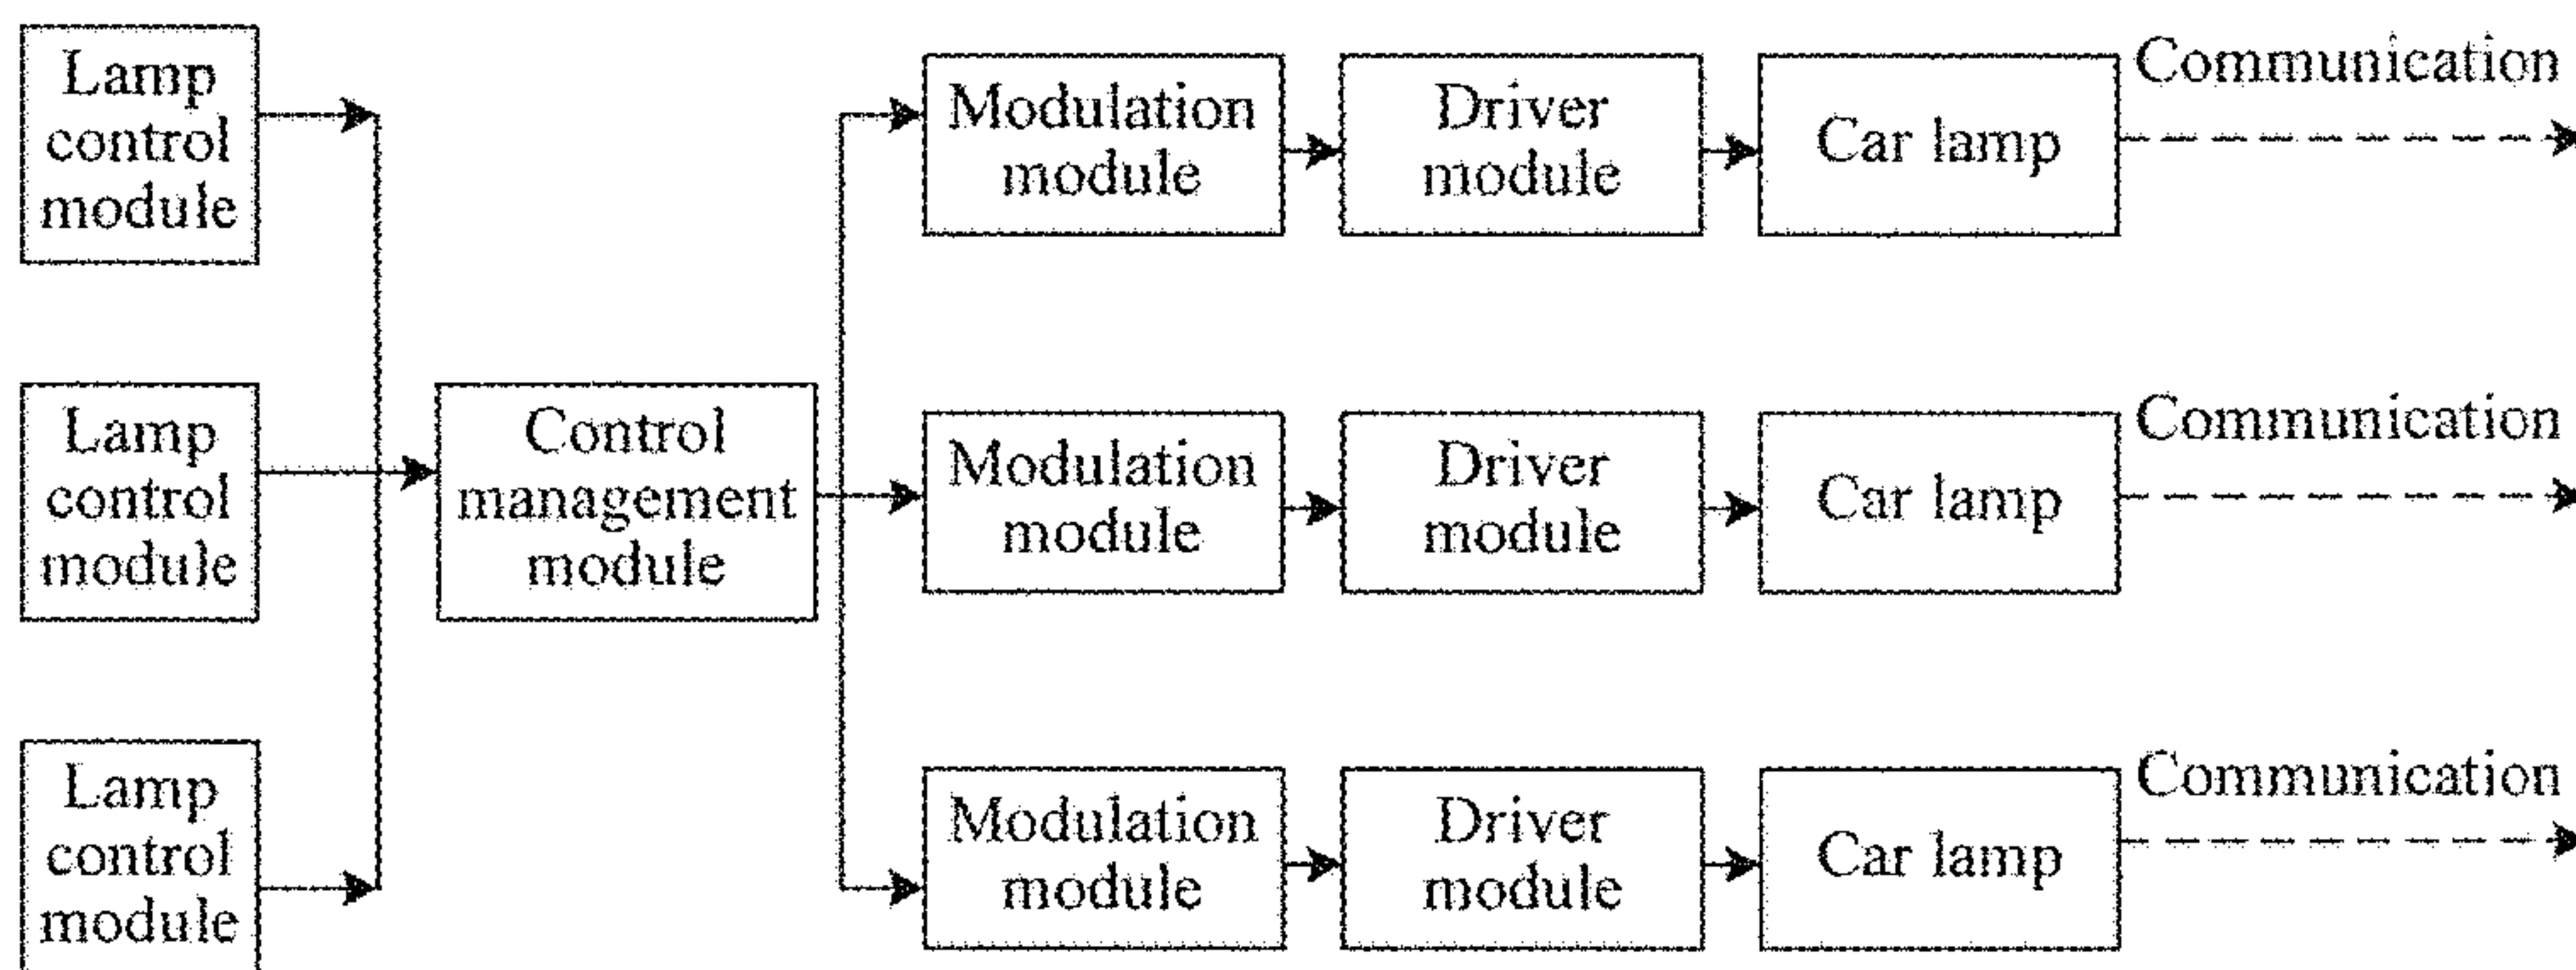 Lamp
control
module
Modulation
module
Driver
module
Car lamp
Communication
Lamp
control
module
Control
management
module
Modulation
module
Driver
module
Car lamp
Communication
Lamp
control
module
Modulation
module
Driver
module
Car lamp
Communication